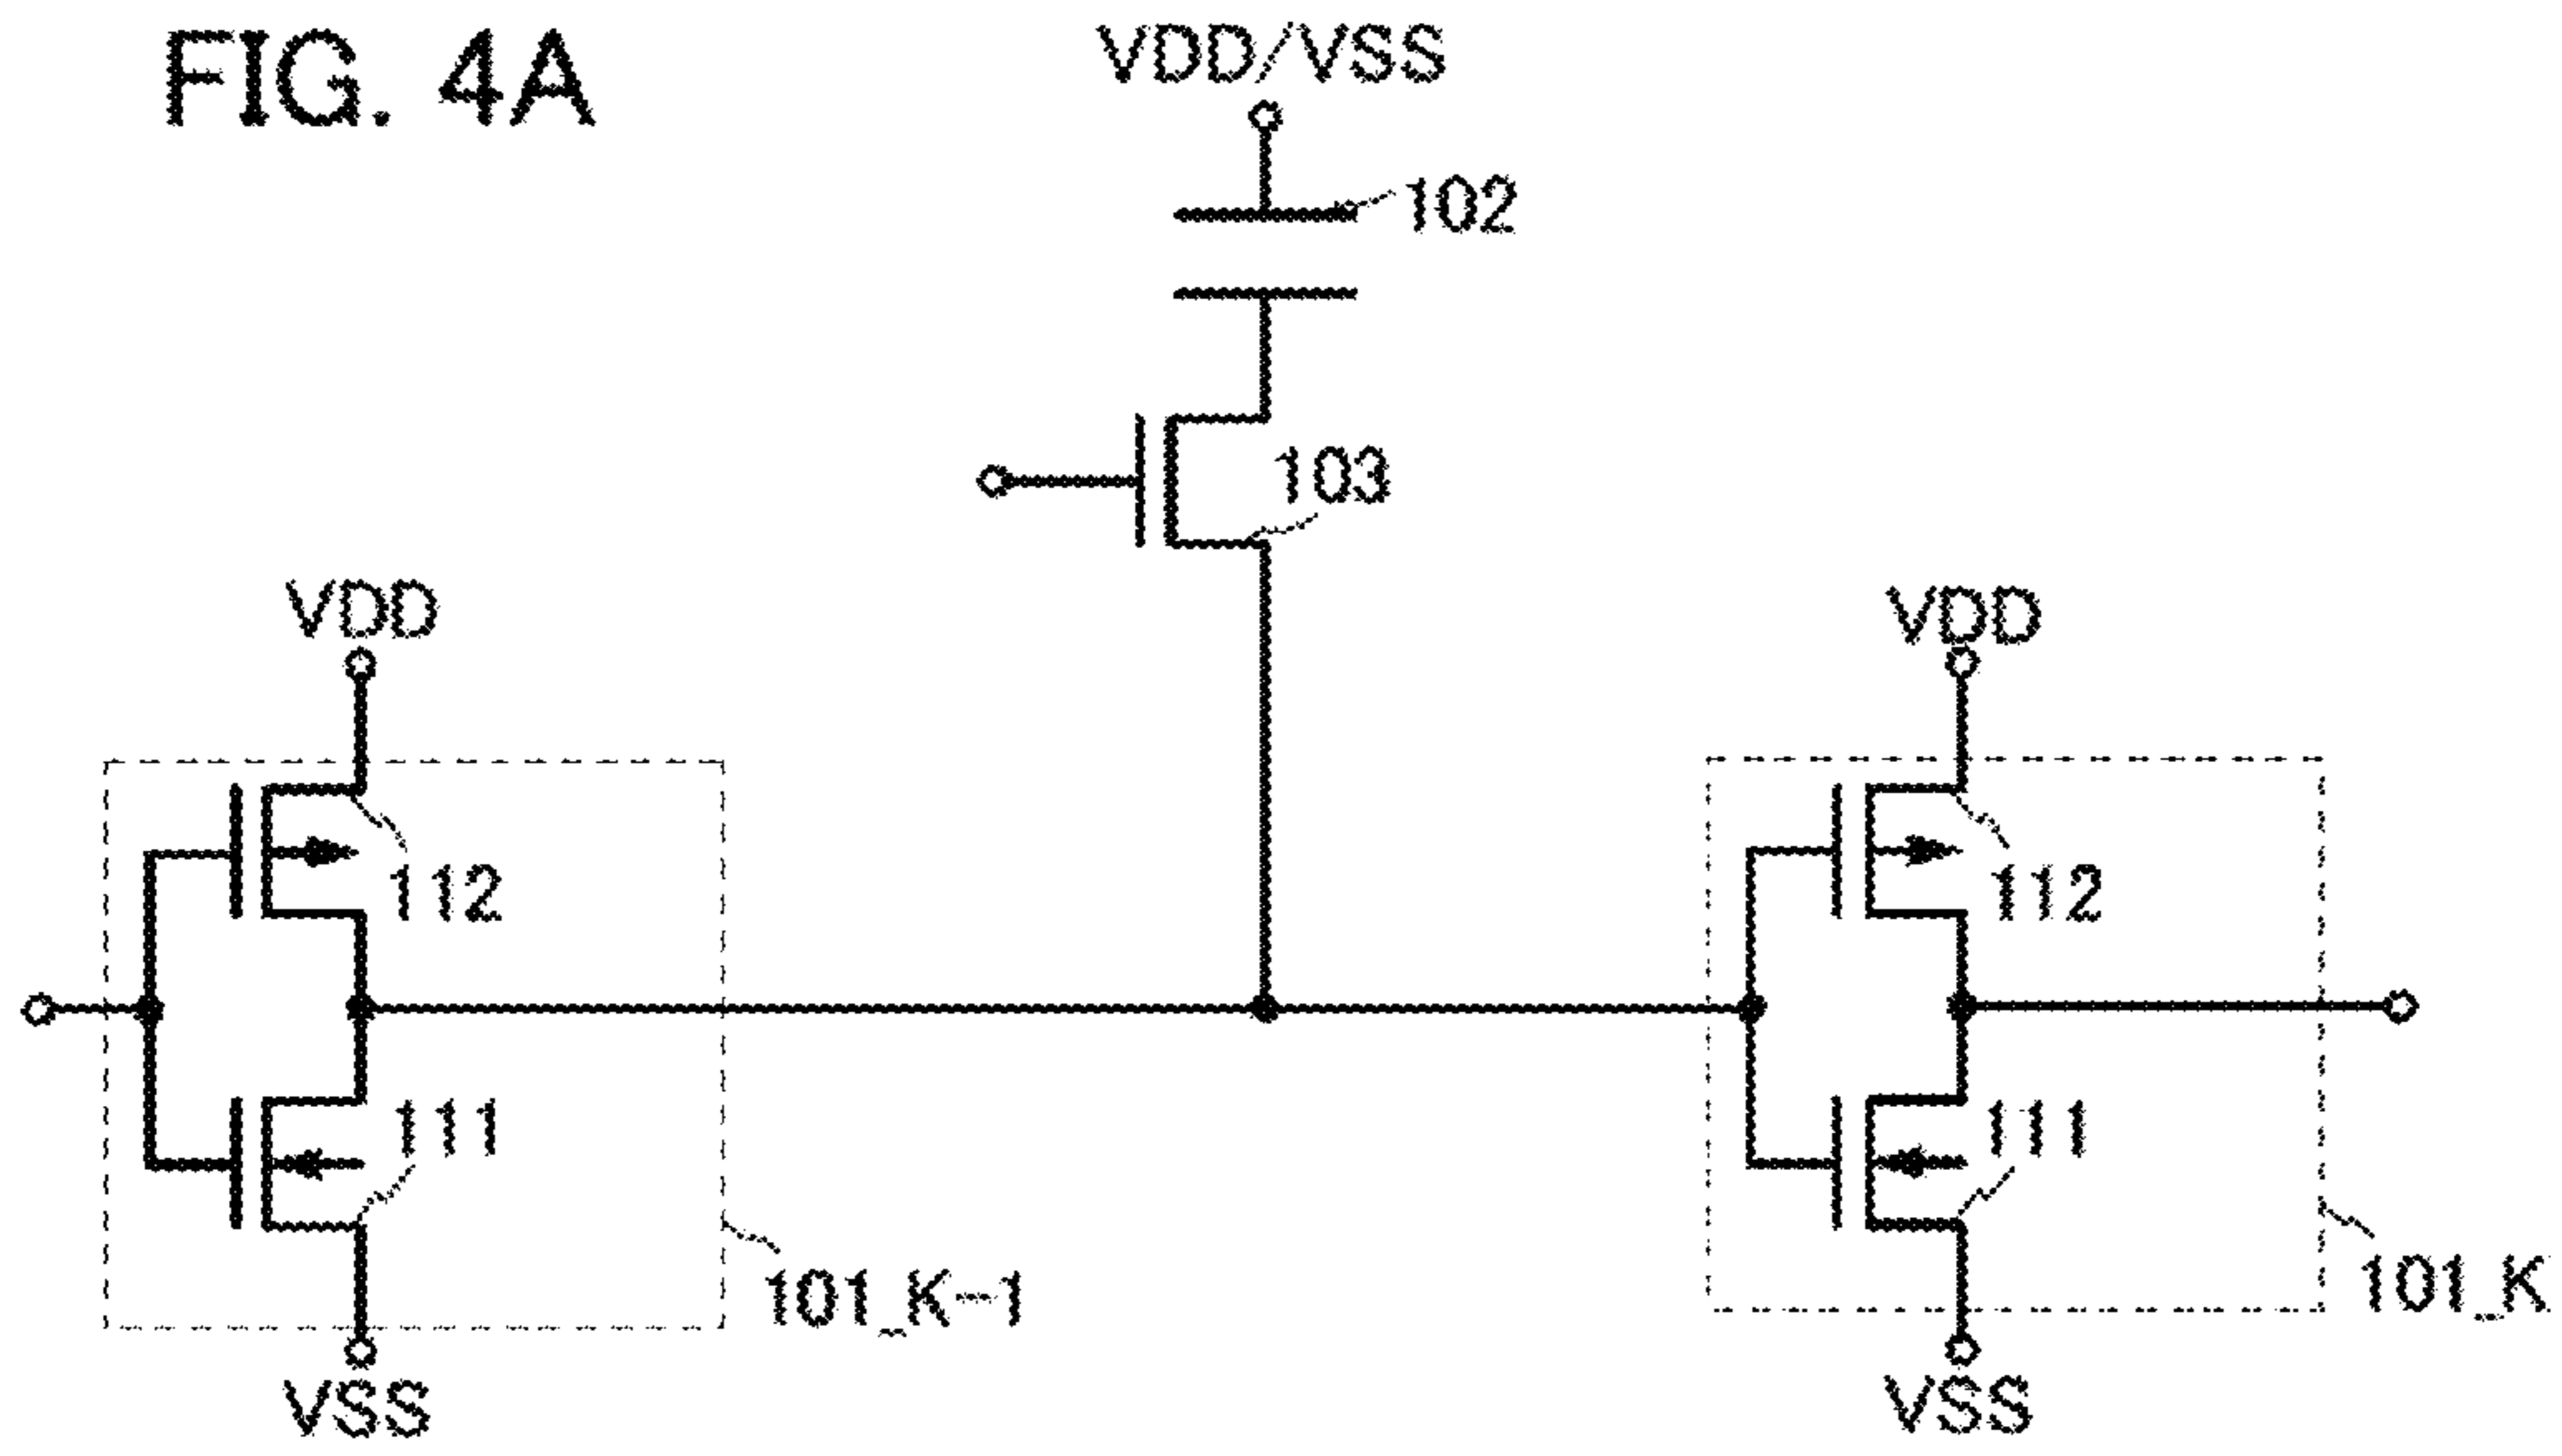 FIG. 4A
VDD/VSS
102
103
VDD
VDD
112
112
111
111
101_K-1
101_K
VSS
VSS